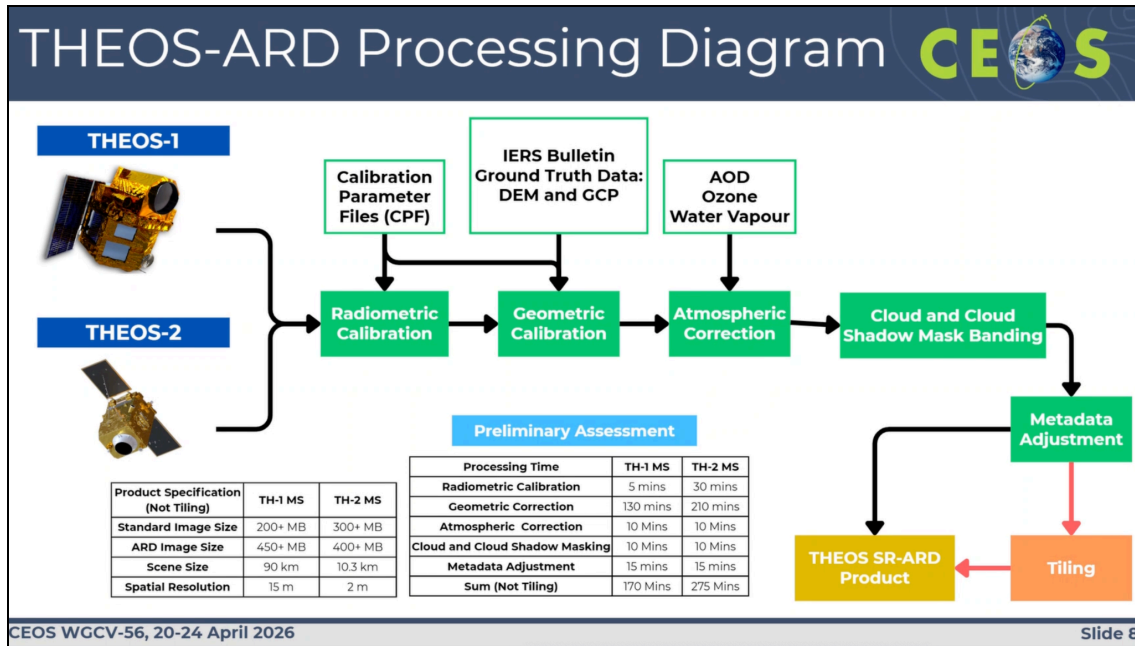 THEOS-ARD Processing Diagram
CEOS
THEOS-1
THEOS-2
Calibration
Parameter
Files (CPF)
IERS Bulletin
Ground Truth Data:
DEM and GCP
AOD
Ozone
Water Vapour
Radiometric
Calibration
Geometric
Calibration
Atmospheric
Correction
Cloud and Cloud
Shadow Mask Banding
Metadata
Adjustment
Tiling
THEOS SR-ARD
Product
Product Specification
(Not Tiling) TH-1 MS TH-2 MS
Standard Image Size 200+ MB 300+ MB
ARD Image Size 450+ MB 400+ MB
Scene Size 90 km 10.3 km
Spatial Resolution 15 m 2 m
Preliminary Assessment
Processing Time TH-1 MS TH-2 MS
Radiometric Calibration 5 mins 30 mins
Geometric Correction 130 mins 210 mins
Atmospheric Correction 10 Mins 10 Mins
Cloud and Cloud Shadow Masking 10 Mins 10 Mins
Metadata Adjustment 15 mins 15 mins
Sum (Not Tiling) 170 Mins 275 Mins
CEOS WGCV-56, 20-24 April 2026
Slide 8